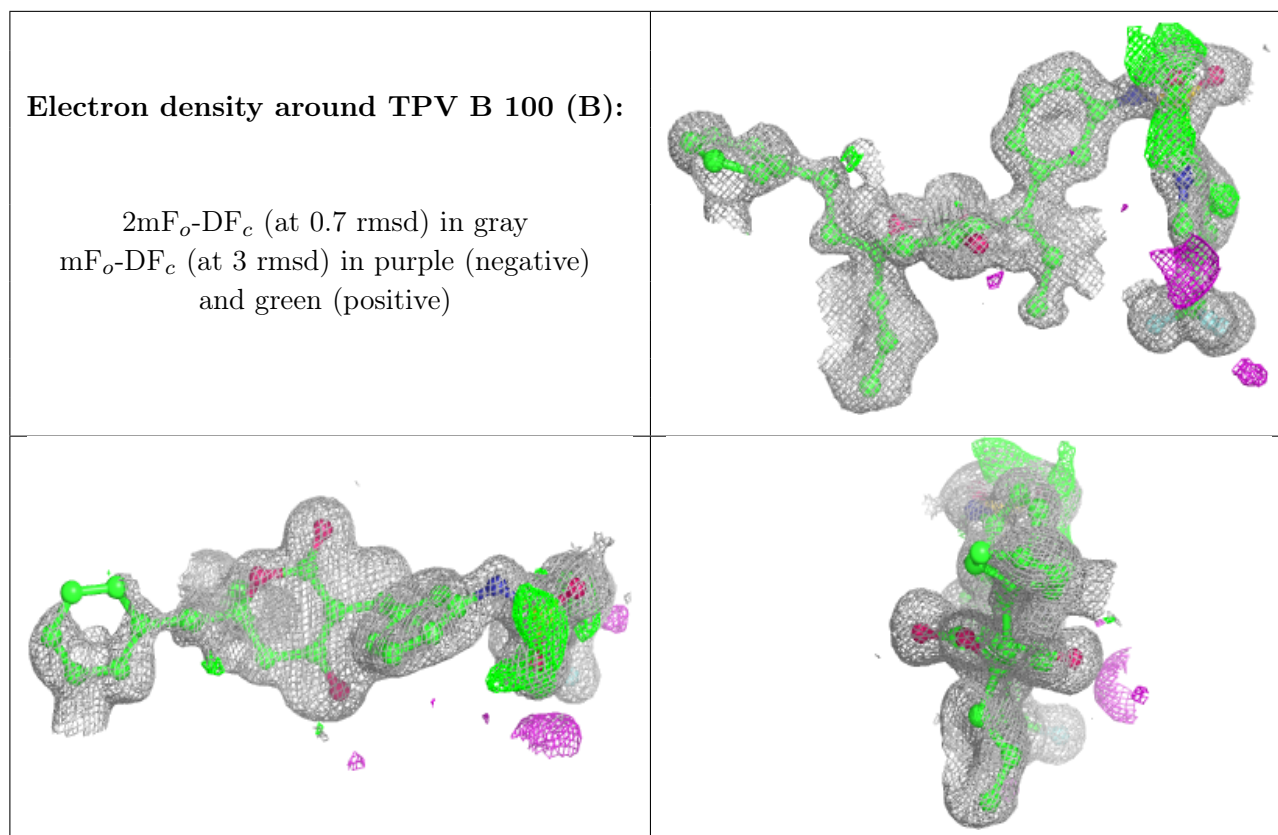 Electron density around TPV B 100 (B):
2mFₒ-DF𝒸 (at 0.7 rmsd) in gray
mFₒ-DF𝒸 (at 3 rmsd) in purple (negative)
and green (positive)